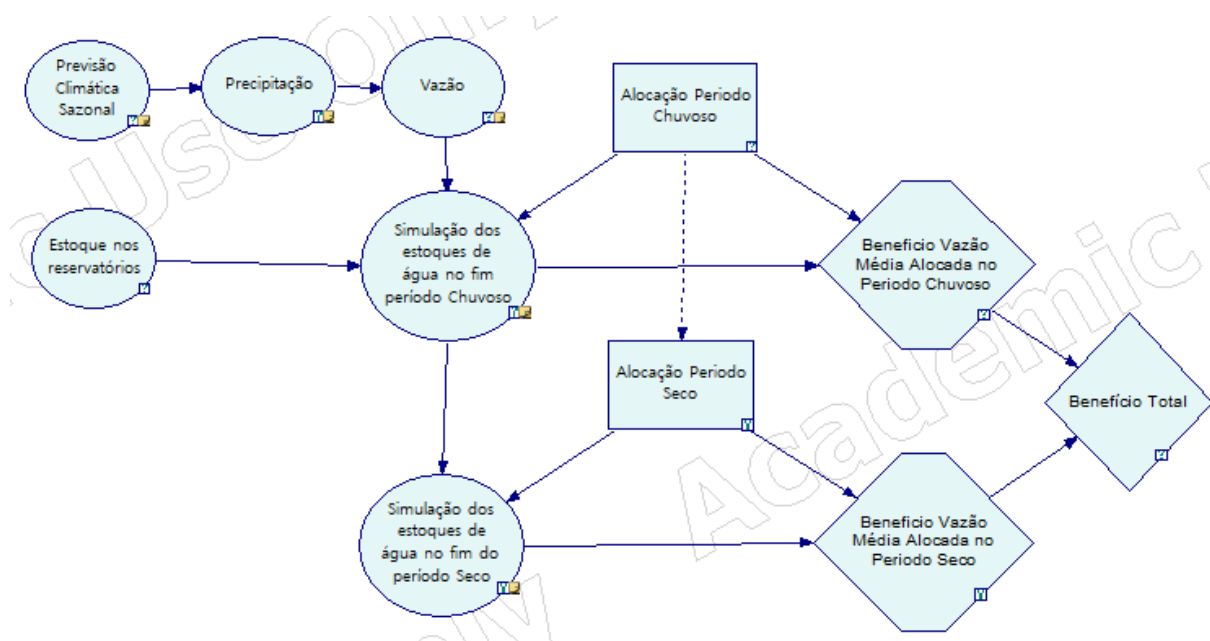 Previsão
Climática
Sazonal
Precipitação
Vazão
Alocação Periodo
Chuvoso
Estoque nos
reservatórios
Simulação dos
estoques de
água no fim
período Chuvoso
Beneficio Vazão
Média Alocada no
Periodo Chuvoso
Alocação Periodo
Seco
Benefício Total
Simulação dos
estoques de
água no fim do
período Seco
Beneficio Vazão
Média Alocada no
Periodo Seco
Academic